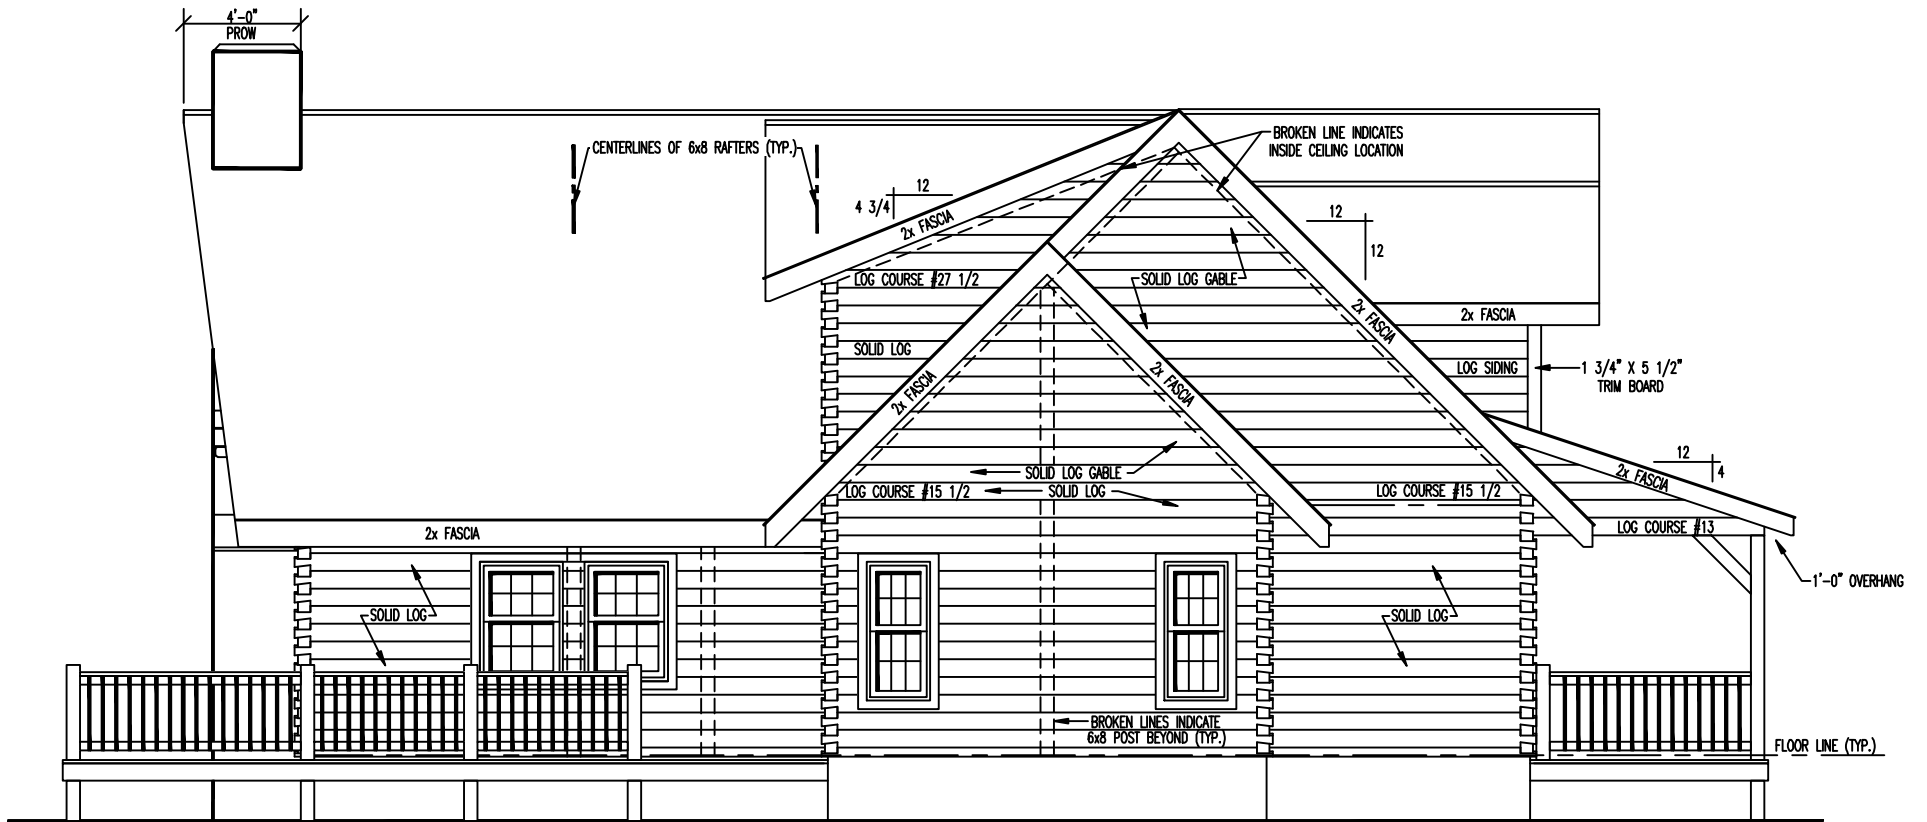 4'-0"
PROW
BROKEN LINE INDICATES
INSIDE CEILING LOCATION
CENTERLINES OF 6x8 RAFTERS (TYP.)
12
4 3/4
2x FASCIA
12
12
LOG COURSE #27 1/2
SOLID LOG GABLE
2x FASCIA
2x FASCIA
SOLID LOG
LOG SIDING
1 3/4" X 5 1/2"
TRIM BOARD
2x FASCIA
2x FASCIA
12
4
SOLID LOG GABLE
2x FASCIA
LOG COURSE #15 1/2
SOLID LOG
LOG COURSE #15 1/2
2x FASCIA
LOG COURSE #13
1'-0" OVERHANG
SOLID LOG
SOLID LOG
BROKEN LINES INDICATE
6x8 POST BEYOND (TYP.)
FLOOR LINE (TYP.)